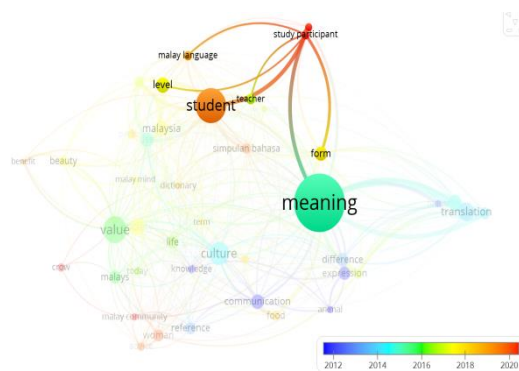 study participant
malay language
level
teacher
student
malaysia
simpulan bahasa
form
benefit
beauty
malay mind
dictionary
meaning
translation
term
value
life
culture
difference
crow
malays
today
knowledge
expression
communication
animal
malay community
food
woman
reference
2012 2014 2016 2018 2020